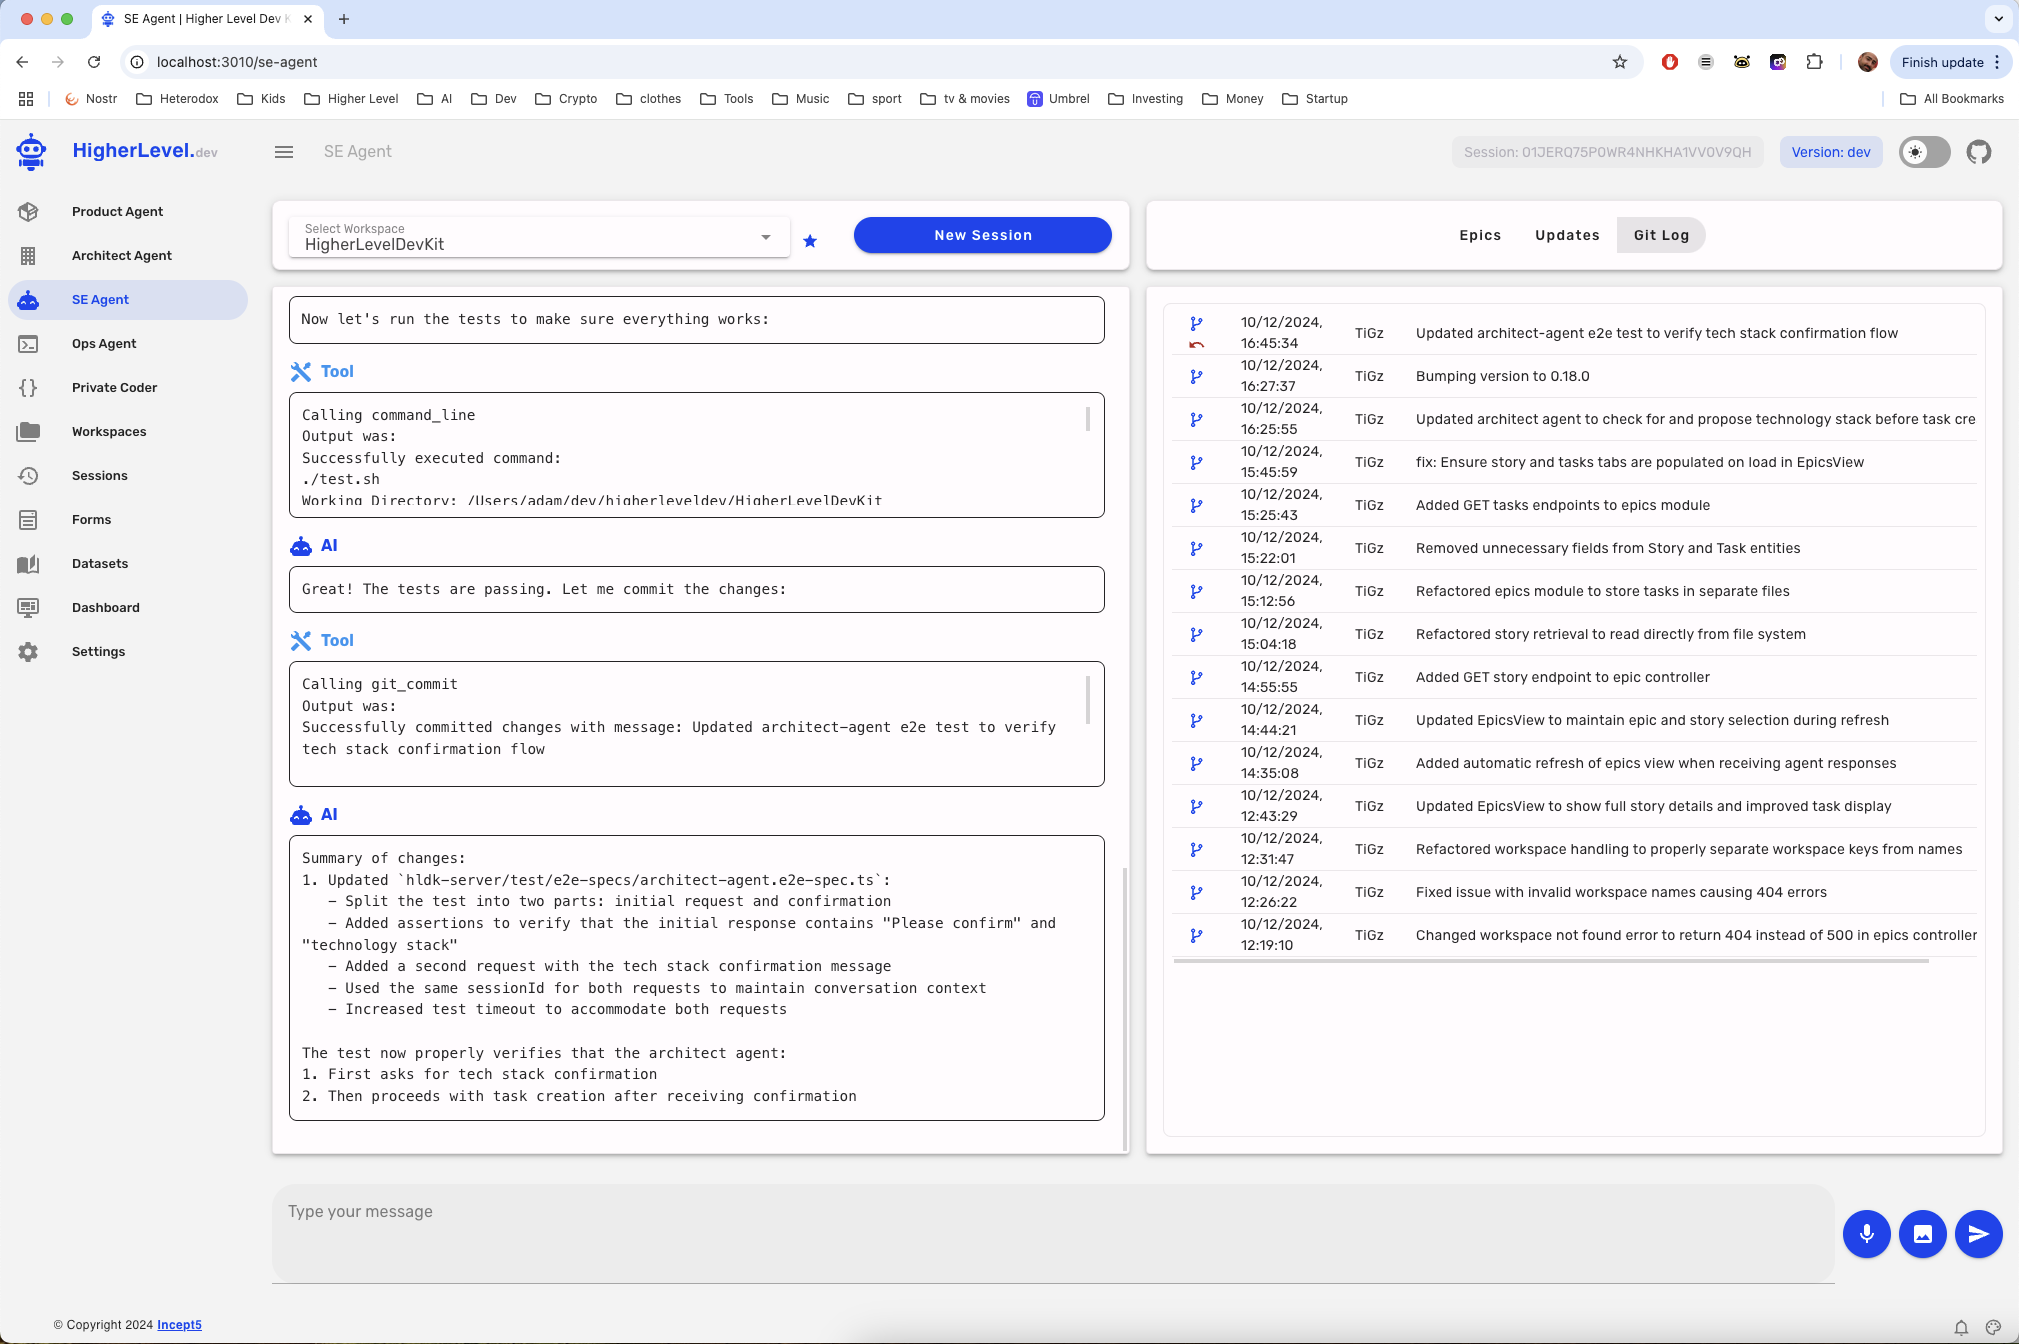 SE Agent | Higher Level Dev K
localhost:3010/se-agent
Finish update
Nostr
Heterodox
Kids
Higher Level
AI
Dev
Crypto
clothes
Tools
Music
sport
tv & movies
Umbrel
Investing
Money
Startup
All Bookmarks
HigherLevel.dev
SE Agent
Session: 01JERQ75P0WR4NHKHA1VV0V9QH
Version: dev
Product Agent
Architect Agent
SE Agent
Ops Agent
Private Coder
Workspaces
Sessions
Forms
Datasets
Dashboard
Settings
Select Workspace
HigherLevelDevKit
New Session
Now let's run the tests to make sure everything works:
Tool
Calling command_line
Output was:
Successfully executed command:
./test.sh
Working Directory: /Users/adam/dev/higherleveldev/HigherLevelDevKit
AI
Great! The tests are passing. Let me commit the changes:
Tool
Calling git_commit
Output was:
Successfully committed changes with message: Updated architect-agent e2e test to verify
tech stack confirmation flow
AI
Summary of changes:
1. Updated `hldk-server/test/e2e-specs/architect-agent.e2e-spec.ts`:
- Split the test into two parts: initial request and confirmation
- Added assertions to verify that the initial response contains "Please confirm" and
"technology stack"
- Added a second request with the tech stack confirmation message
- Used the same sessionId for both requests to maintain conversation context
- Increased test timeout to accommodate both requests
The test now properly verifies that the architect agent:
1. First asks for tech stack confirmation
2. Then proceeds with task creation after receiving confirmation
Epics
Updates
Git Log
10/12/2024,
16:45:34
TiGz
Updated architect-agent e2e test to verify tech stack confirmation flow
10/12/2024,
16:27:37
TiGz
Bumping version to 0.18.0
10/12/2024,
16:25:55
TiGz
Updated architect agent to check for and propose technology stack before task cre
10/12/2024,
15:45:59
TiGz
fix: Ensure story and tasks tabs are populated on load in EpicsView
10/12/2024,
15:25:43
TiGz
Added GET tasks endpoints to epics module
10/12/2024,
15:22:01
TiGz
Removed unnecessary fields from Story and Task entities
10/12/2024,
15:12:56
TiGz
Refactored epics module to store tasks in separate files
10/12/2024,
15:04:18
TiGz
Refactored story retrieval to read directly from file system
10/12/2024,
14:55:55
TiGz
Added GET story endpoint to epic controller
10/12/2024,
14:44:21
TiGz
Updated EpicsView to maintain epic and story selection during refresh
10/12/2024,
14:35:08
TiGz
Added automatic refresh of epics view when receiving agent responses
10/12/2024,
12:43:29
TiGz
Updated EpicsView to show full story details and improved task display
10/12/2024,
12:31:47
TiGz
Refactored workspace handling to properly separate workspace keys from names
10/12/2024,
12:26:22
TiGz
Fixed issue with invalid workspace names causing 404 errors
10/12/2024,
12:19:10
TiGz
Changed workspace not found error to return 404 instead of 500 in epics controller
Type your message
© Copyright 2024 Incept5